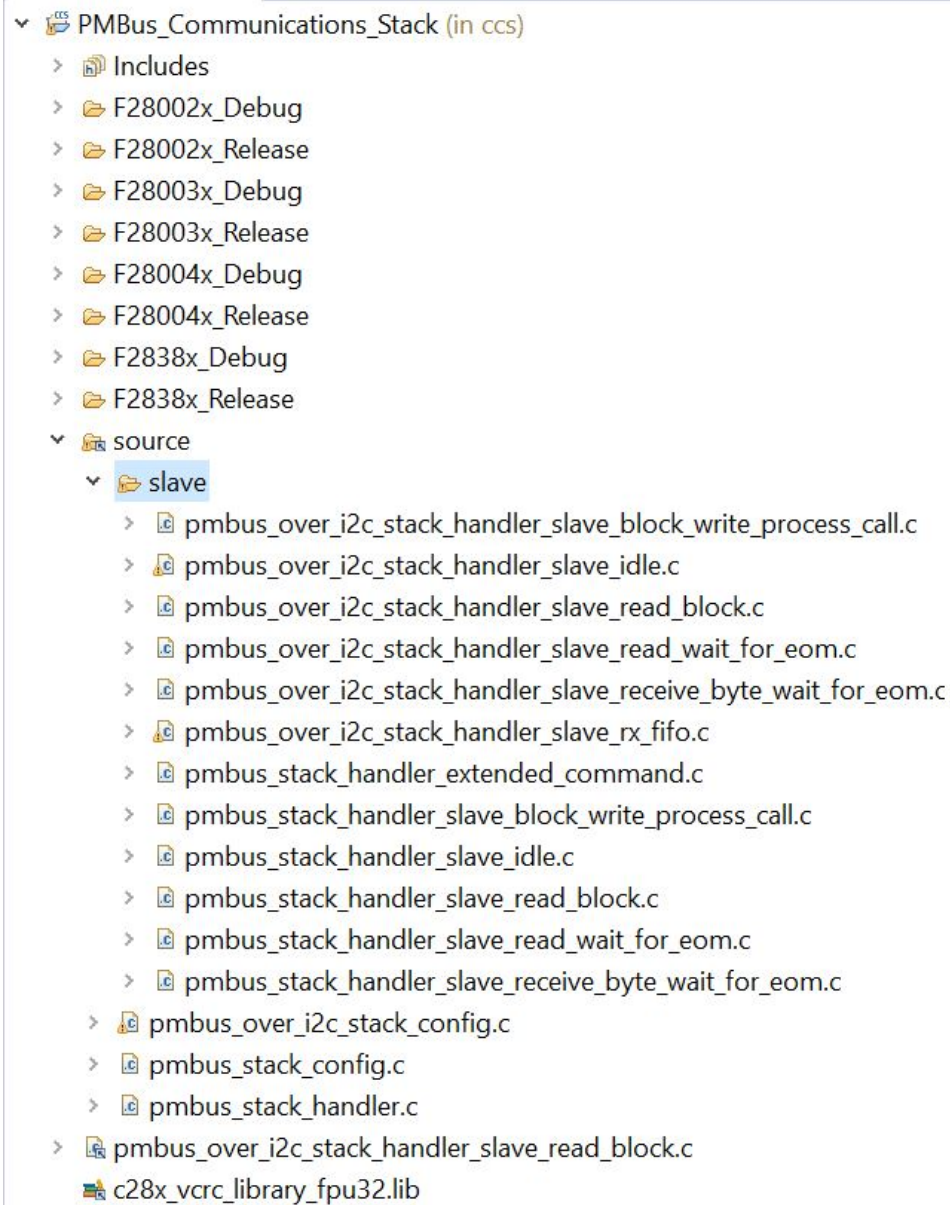 PMBus_Communications_Stack (in ccs)
Includes
F28002x_Debug
F28002x_Release
F28003x_Debug
F28003x_Release
F28004x_Debug
F28004x_Release
F2838x_Debug
F2838x_Release
source
slave
pmbus_over_i2c_stack_handler_slave_block_write_process_call.c
pmbus_over_i2c_stack_handler_slave_idle.c
pmbus_over_i2c_stack_handler_slave_read_block.c
pmbus_over_i2c_stack_handler_slave_read_wait_for_eom.c
pmbus_over_i2c_stack_handler_slave_receive_byte_wait_for_eom.c
pmbus_over_i2c_stack_handler_slave_rx_fifo.c
pmbus_stack_handler_extended_command.c
pmbus_stack_handler_slave_block_write_process_call.c
pmbus_stack_handler_slave_idle.c
pmbus_stack_handler_slave_read_block.c
pmbus_stack_handler_slave_read_wait_for_eom.c
pmbus_stack_handler_slave_receive_byte_wait_for_eom.c
pmbus_over_i2c_stack_config.c
pmbus_stack_config.c
pmbus_stack_handler.c
pmbus_over_i2c_stack_handler_slave_read_block.c
c28x_vcrc_library_fpu32.lib